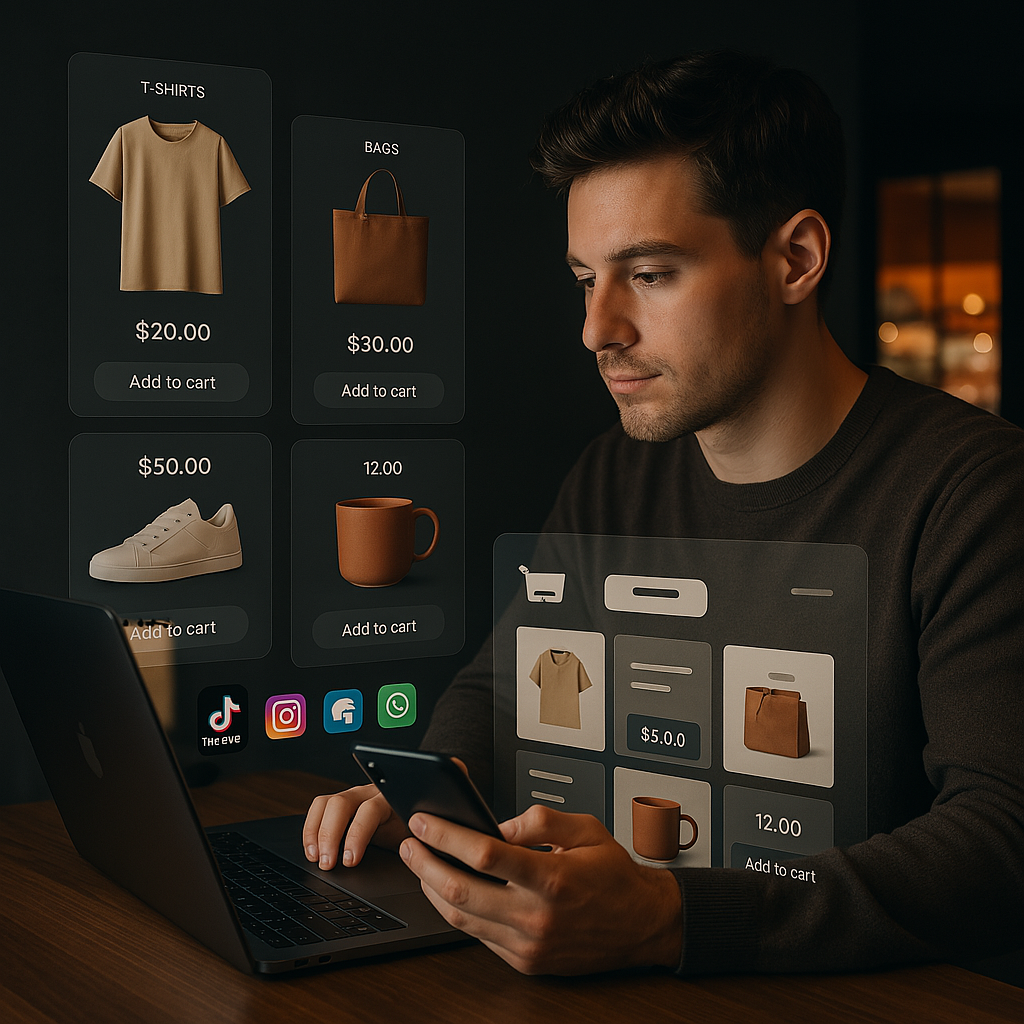 T-SHIRTS
$20.00
Add to cart
BAGS
$30.00
Add to cart
$50.00
Add to cart
12.00
Add to cart
THe eve
$5.0.0
12.00
Add to cart